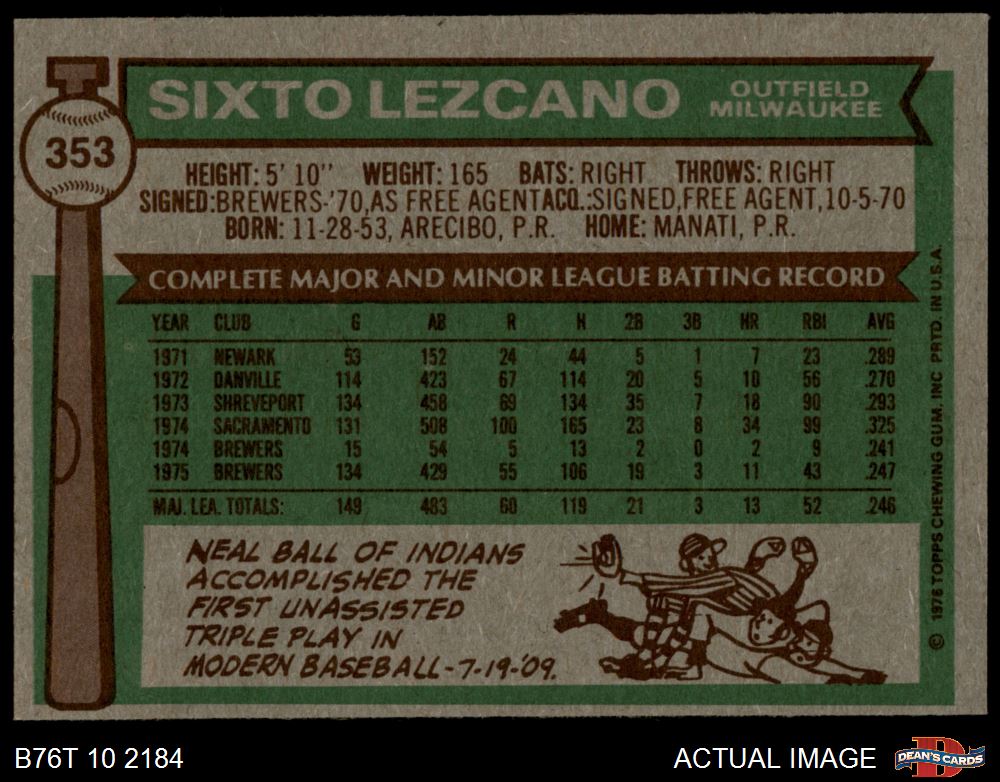 353
SIXTO LEZCANO
OUTFIELD
MILWAUKEE
HEIGHT: 5' 10" WEIGHT: 165 BATS: RIGHT THROWS: RIGHT
SIGNED:BREWERS-'70,AS FREE AGENTACQ.:SIGNED,FREE AGENT,10-5-70
BORN: 11-28-53, ARECIBO, P.R. HOME: MANATI, P.R.
COMPLETE MAJOR AND MINOR LEAGUE BATTING RECORD
YEAR CLUB G AB R H 2B 3B HR RBI AVG
1971 NEWARK 53 152 24 44 5 1 7 23 .289
1972 DANVILLE 114 423 67 114 20 5 10 56 .270
1973 SHREVEPORT 134 458 69 134 35 7 18 90 .293
1974 SACRAMENTO 131 508 100 165 23 8 34 99 .325
1974 BREWERS 15 54 5 13 2 0 2 9 .241
1975 BREWERS 134 429 55 106 19 3 11 43 .247
MAJ. LEA. TOTALS: 149 483 60 119 21 3 13 52 .246
NEAL BALL OF INDIANS
ACCOMPLISHED THE
FIRST UNASSISTED
TRIPLE PLAY IN
MODERN BASEBALL-7-19-'09.
© 1976 TOPPS CHEWING GUM, INC PRTD. IN U.S.A.
B76T 10 2184
ACTUAL IMAGE
D
DEAN'S CARDS